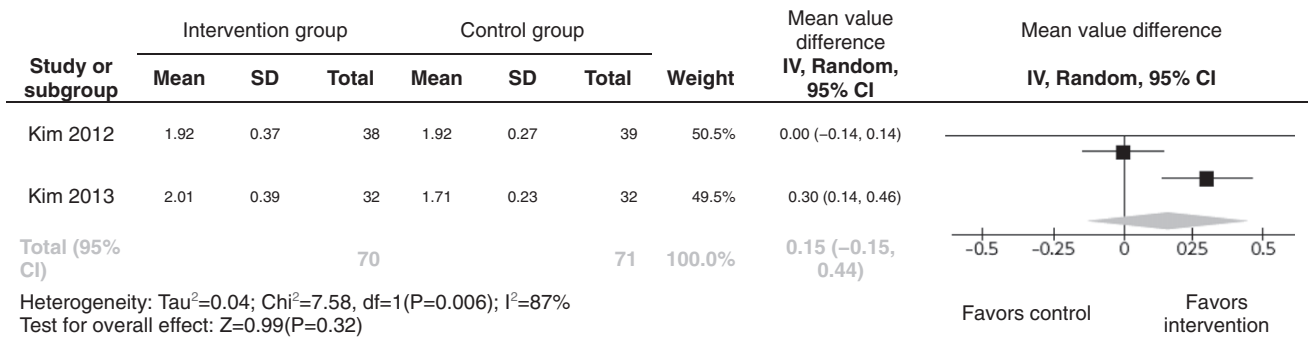 Intervention group Control group Mean value difference Mean value difference
Study or subgroup Mean SD Total Mean SD Total Weight IV, Random, 95% CI IV, Random, 95% CI
Kim 2012 1.92 0.37 38 1.92 0.27 39 50.5% 0.00 (−0.14, 0.14)
Kim 2013 2.01 0.39 32 1.71 0.23 32 49.5% 0.30 (0.14, 0.46)
Total (95% CI) 70 71 100.0% 0.15 (−0.15, 0.44)
-0.5 -0.25 0 025 0.5
Heterogeneity: Tau²=0.04; Chi²=7.58, df=1(P=0.006); I²=87%
Test for overall effect: Z=0.99(P=0.32)
Favors control Favors intervention